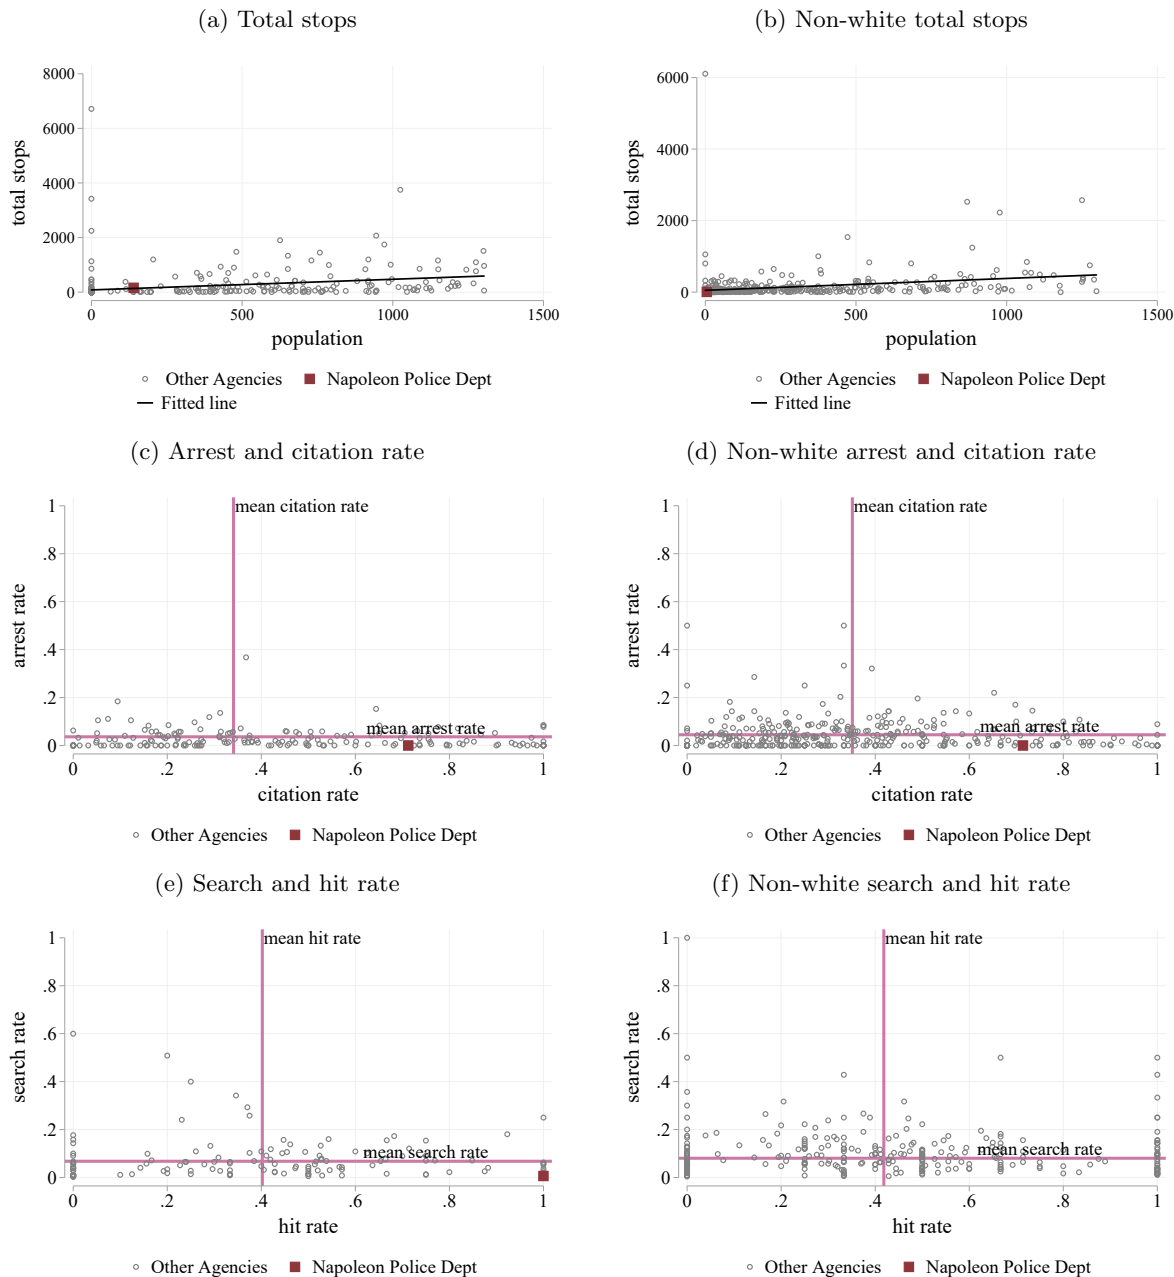 (a) Total stops
(b) Non-white total stops
8000
6000
4000
2000
0
total stops
0 500 1000 1500
population
Other Agencies Napoleon Police Dept
Fitted line
6000
4000
2000
0
total stops
0 500 1000 1500
population
Other Agencies Napoleon Police Dept
Fitted line
(c) Arrest and citation rate
(d) Non-white arrest and citation rate
1
.8
.6
.4
.2
0
arrest rate
mean citation rate
mean arrest rate
0 .2 .4 .6 .8 1
citation rate
Other Agencies Napoleon Police Dept
1
.8
.6
.4
.2
0
arrest rate
mean citation rate
mean arrest rate
0 .2 .4 .6 .8 1
citation rate
Other Agencies Napoleon Police Dept
(e) Search and hit rate
(f) Non-white search and hit rate
1
.8
.6
.4
.2
0
search rate
mean hit rate
mean search rate
0 .2 .4 .6 .8 1
hit rate
Other Agencies Napoleon Police Dept
1
.8
.6
.4
.2
0
search rate
mean hit rate
mean search rate
0 .2 .4 .6 .8 1
hit rate
Other Agencies Napoleon Police Dept